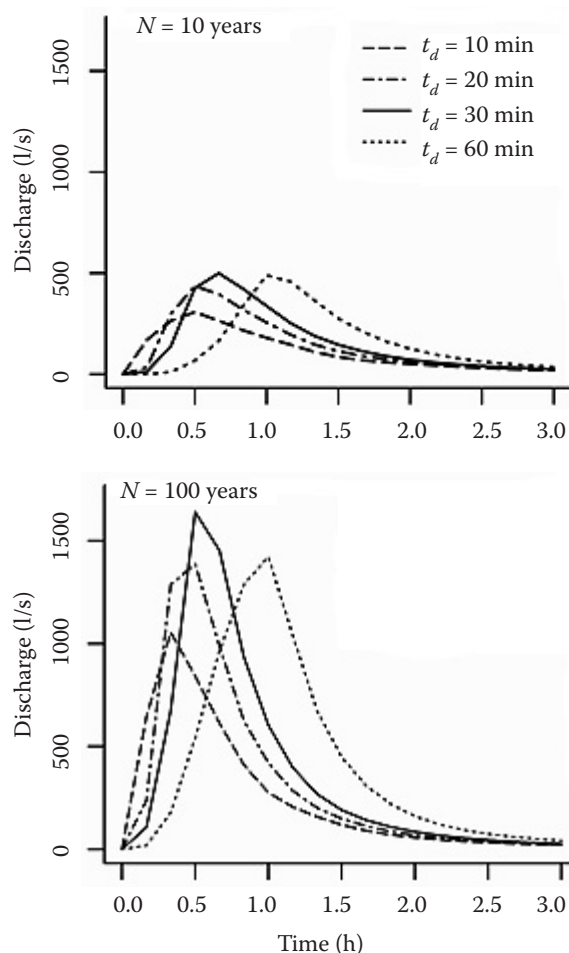 N = 10 years
t_d = 10 min
t_d = 20 min
t_d = 30 min
t_d = 60 min
Discharge (l/s)
1500
1000
500
0
0.0 0.5 1.0 1.5 2.0 2.5 3.0
N = 100 years
Discharge (l/s)
1500
1000
500
0
0.0 0.5 1.0 1.5 2.0 2.5 3.0
Time (h)